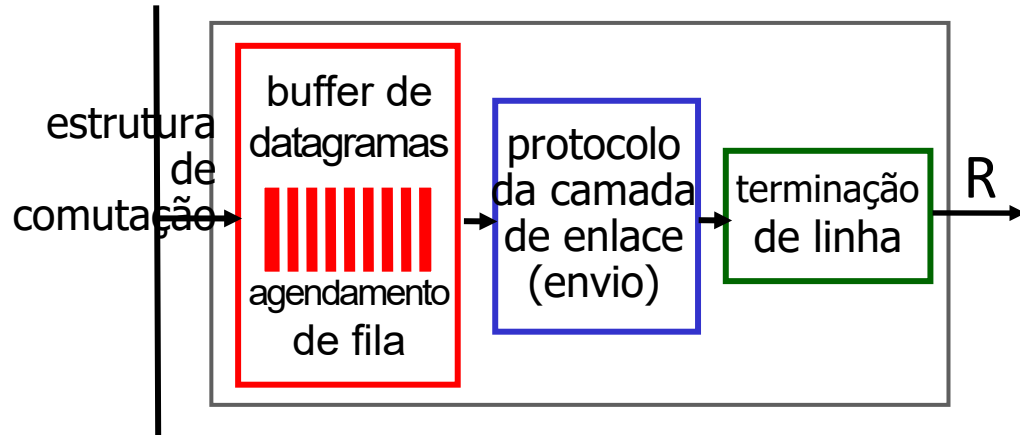 estrutura
de
comutação
buffer de
datagramas
agendamento
de fila
protocolo
da camada
de enlace
(envio)
terminação
de linha
R